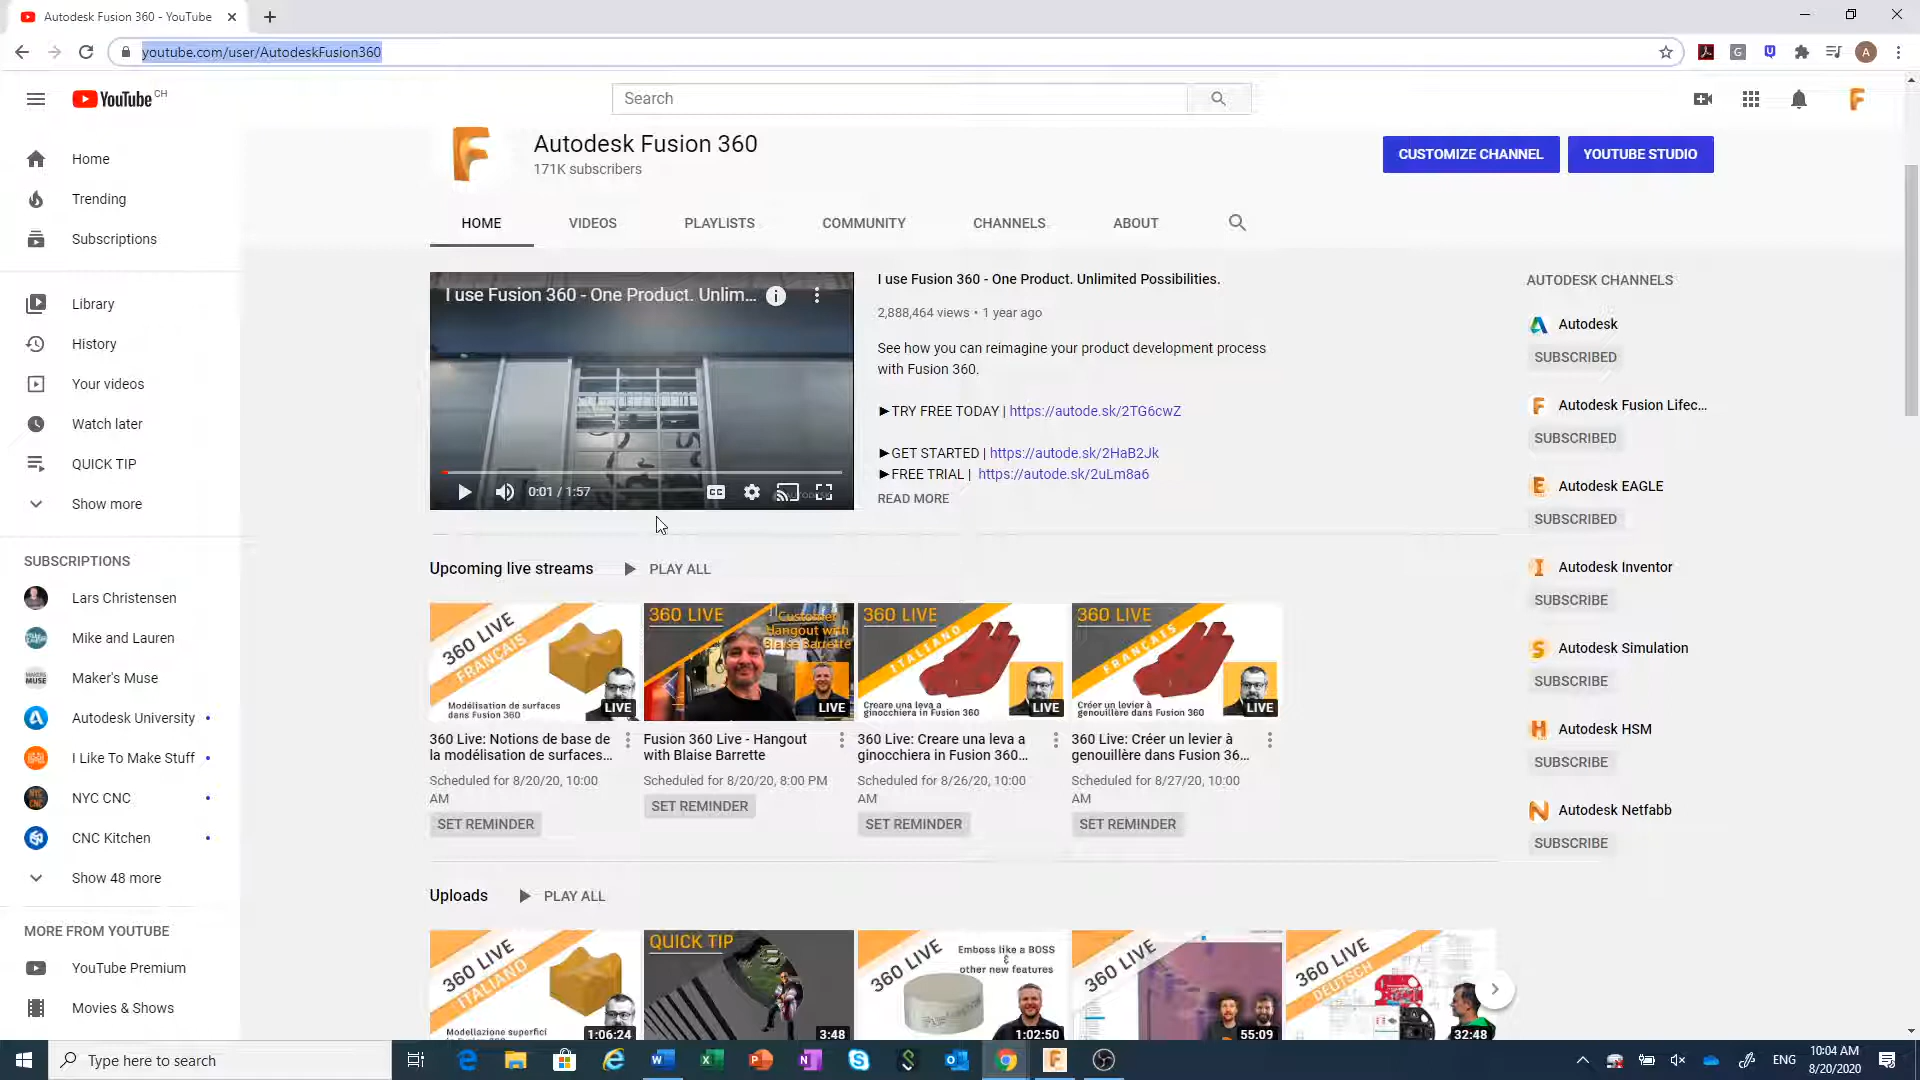 Autodesk Fusion 360 - YouTube
youtube.com/user/AutodeskFusion360
YouTube CH
Search
Home
Trending
Subscriptions
Library
History
Your videos
Watch later
QUICK TIP
Show more
SUBSCRIPTIONS
Lars Christensen
Mike and Lauren
Maker's Muse
Autodesk University
I Like To Make Stuff
NYC CNC
CNC Kitchen
Show 48 more
MORE FROM YOUTUBE
YouTube Premium
Movies & Shows
Autodesk Fusion 360
171K subscribers
CUSTOMIZE CHANNEL
YOUTUBE STUDIO
HOME
VIDEOS
PLAYLISTS
COMMUNITY
CHANNELS
ABOUT
I use Fusion 360 - One Product. Unlim...
0:01 / 1:57
I use Fusion 360 - One Product. Unlimited Possibilities.
2,888,464 views • 1 year ago
See how you can reimagine your product development process
with Fusion 360.
►TRY FREE TODAY | https://autode.sk/2TG6cwZ
►GET STARTED | https://autode.sk/2HaB2Jk
►FREE TRIAL | https://autode.sk/2uLm8a6
READ MORE
AUTODESK CHANNELS
Autodesk
SUBSCRIBED
Autodesk Fusion Lifec...
SUBSCRIBED
Autodesk EAGLE
SUBSCRIBED
Autodesk Inventor
SUBSCRIBE
Autodesk Simulation
SUBSCRIBE
Autodesk HSM
SUBSCRIBE
Autodesk Netfabb
SUBSCRIBE
Upcoming live streams
PLAY ALL
360 LIVE
FRANÇAIS
Modélisation de surfaces
dans Fusion 360
LIVE
360 Live: Notions de base de
la modélisation de surfaces...
Scheduled for 8/20/20, 10:00
AM
SET REMINDER
360 LIVE
Customer
Hangout with
Blaise Barrette
LIVE
Fusion 360 Live - Hangout
with Blaise Barrette
Scheduled for 8/20/20, 8:00 PM
SET REMINDER
360 LIVE
ITALIANO
Creare una leva a
ginocchiera in Fusion 360
LIVE
360 Live: Creare una leva a
ginocchiera in Fusion 360...
Scheduled for 8/26/20, 10:00
AM
SET REMINDER
360 LIVE
FRANÇAIS
Créer un levier à
genouillère dans Fusion 360
LIVE
360 Live: Créer un levier à
genouillère dans Fusion 36...
Scheduled for 8/27/20, 10:00
AM
SET REMINDER
Uploads
PLAY ALL
360 LIVE
ITALIANO
Modellazione superfici
1:06:24
QUICK TIP
3:48
360 LIVE
Emboss like a BOSS
&
other new features
1:02:50
360 LIVE
55:09
360 LIVE
DEUTSCH
32:48
Type here to search
ENG
10:04 AM
8/20/2020